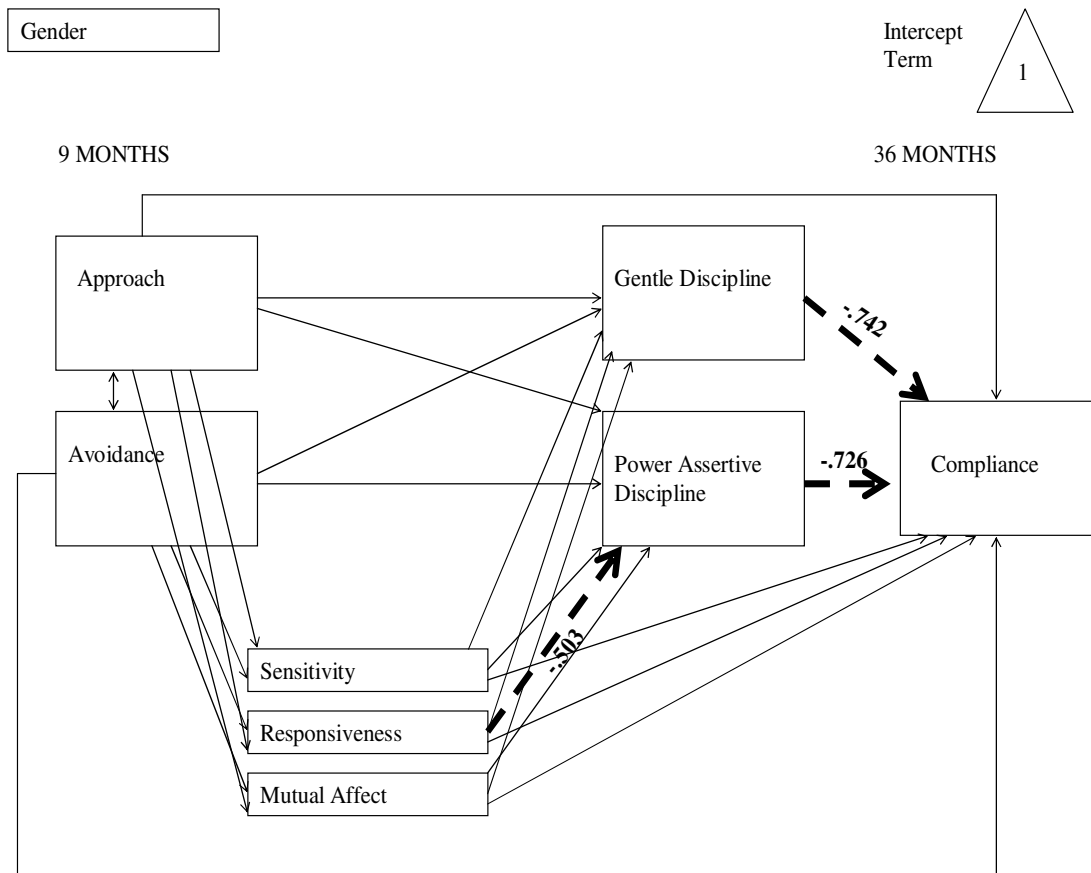 Gender
Intercept
Term
1
9 MONTHS
36 MONTHS
Approach
Gentle Discipline
-.742
Avoidance
Power Assertive
Discipline
-.726
Compliance
-.503
Sensitivity
Responsiveness
Mutual Affect